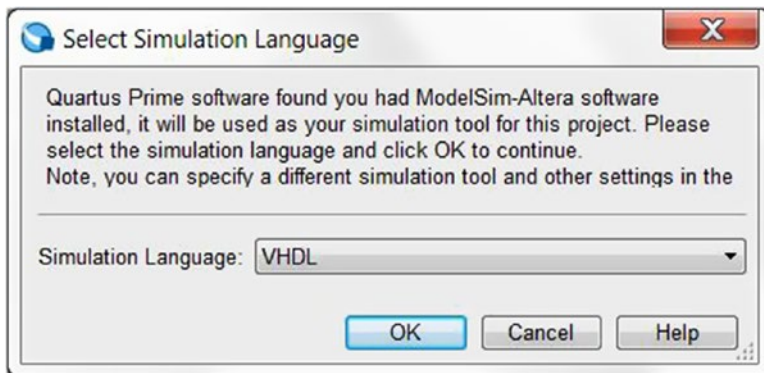 Select Simulation Language
Quartus Prime software found you had ModelSim-Altera software
installed, it will be used as your simulation tool for this project. Please
select the simulation language and click OK to continue.
Note, you can specify a different simulation tool and other settings in the
Simulation Language: VHDL
OK Cancel Help